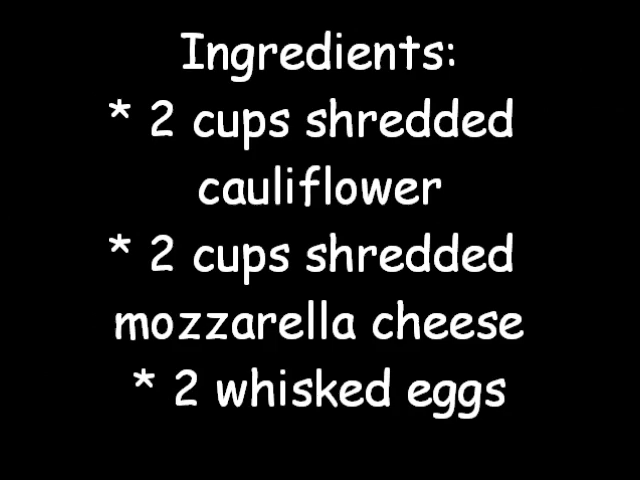 Ingredients:
* 2 cups shredded
cauliflower
* 2 cups shredded
mozzarella cheese
* 2 whisked eggs